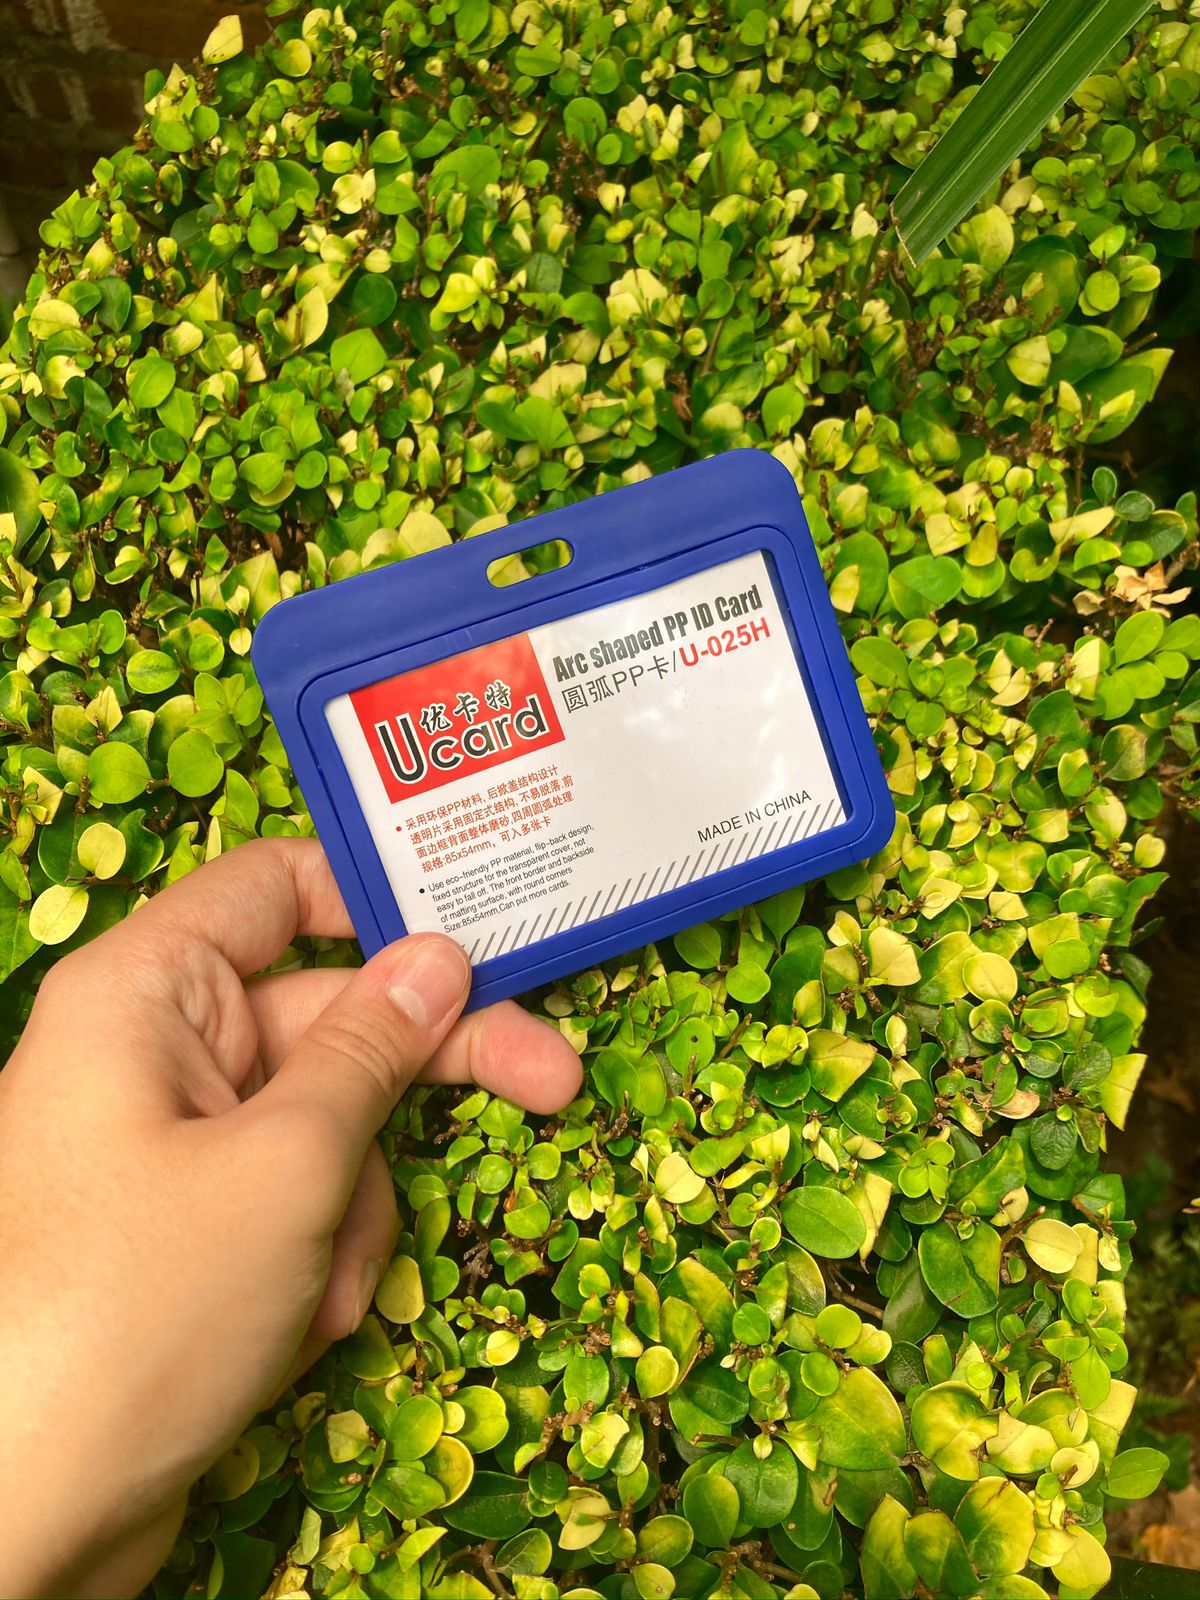 优卡特
Ucard
Arc shaped PP ID Card
圆弧PP卡/U-025H
• 采用环保PP材料, 后掀盖结构设计
透明片采用固定式结构, 不易脱落.前
面边框背面整体磨砂,四周圆弧处理
规格:85x54mm, 可入多张卡
• Use eco-friendly PP material, flip-back design,
fixed structure for the transparent cover, not
easy to fall off. The front border and backside
of matting surface, with round corners
Size:85x54mm,Can put more cards.
MADE IN CHINA